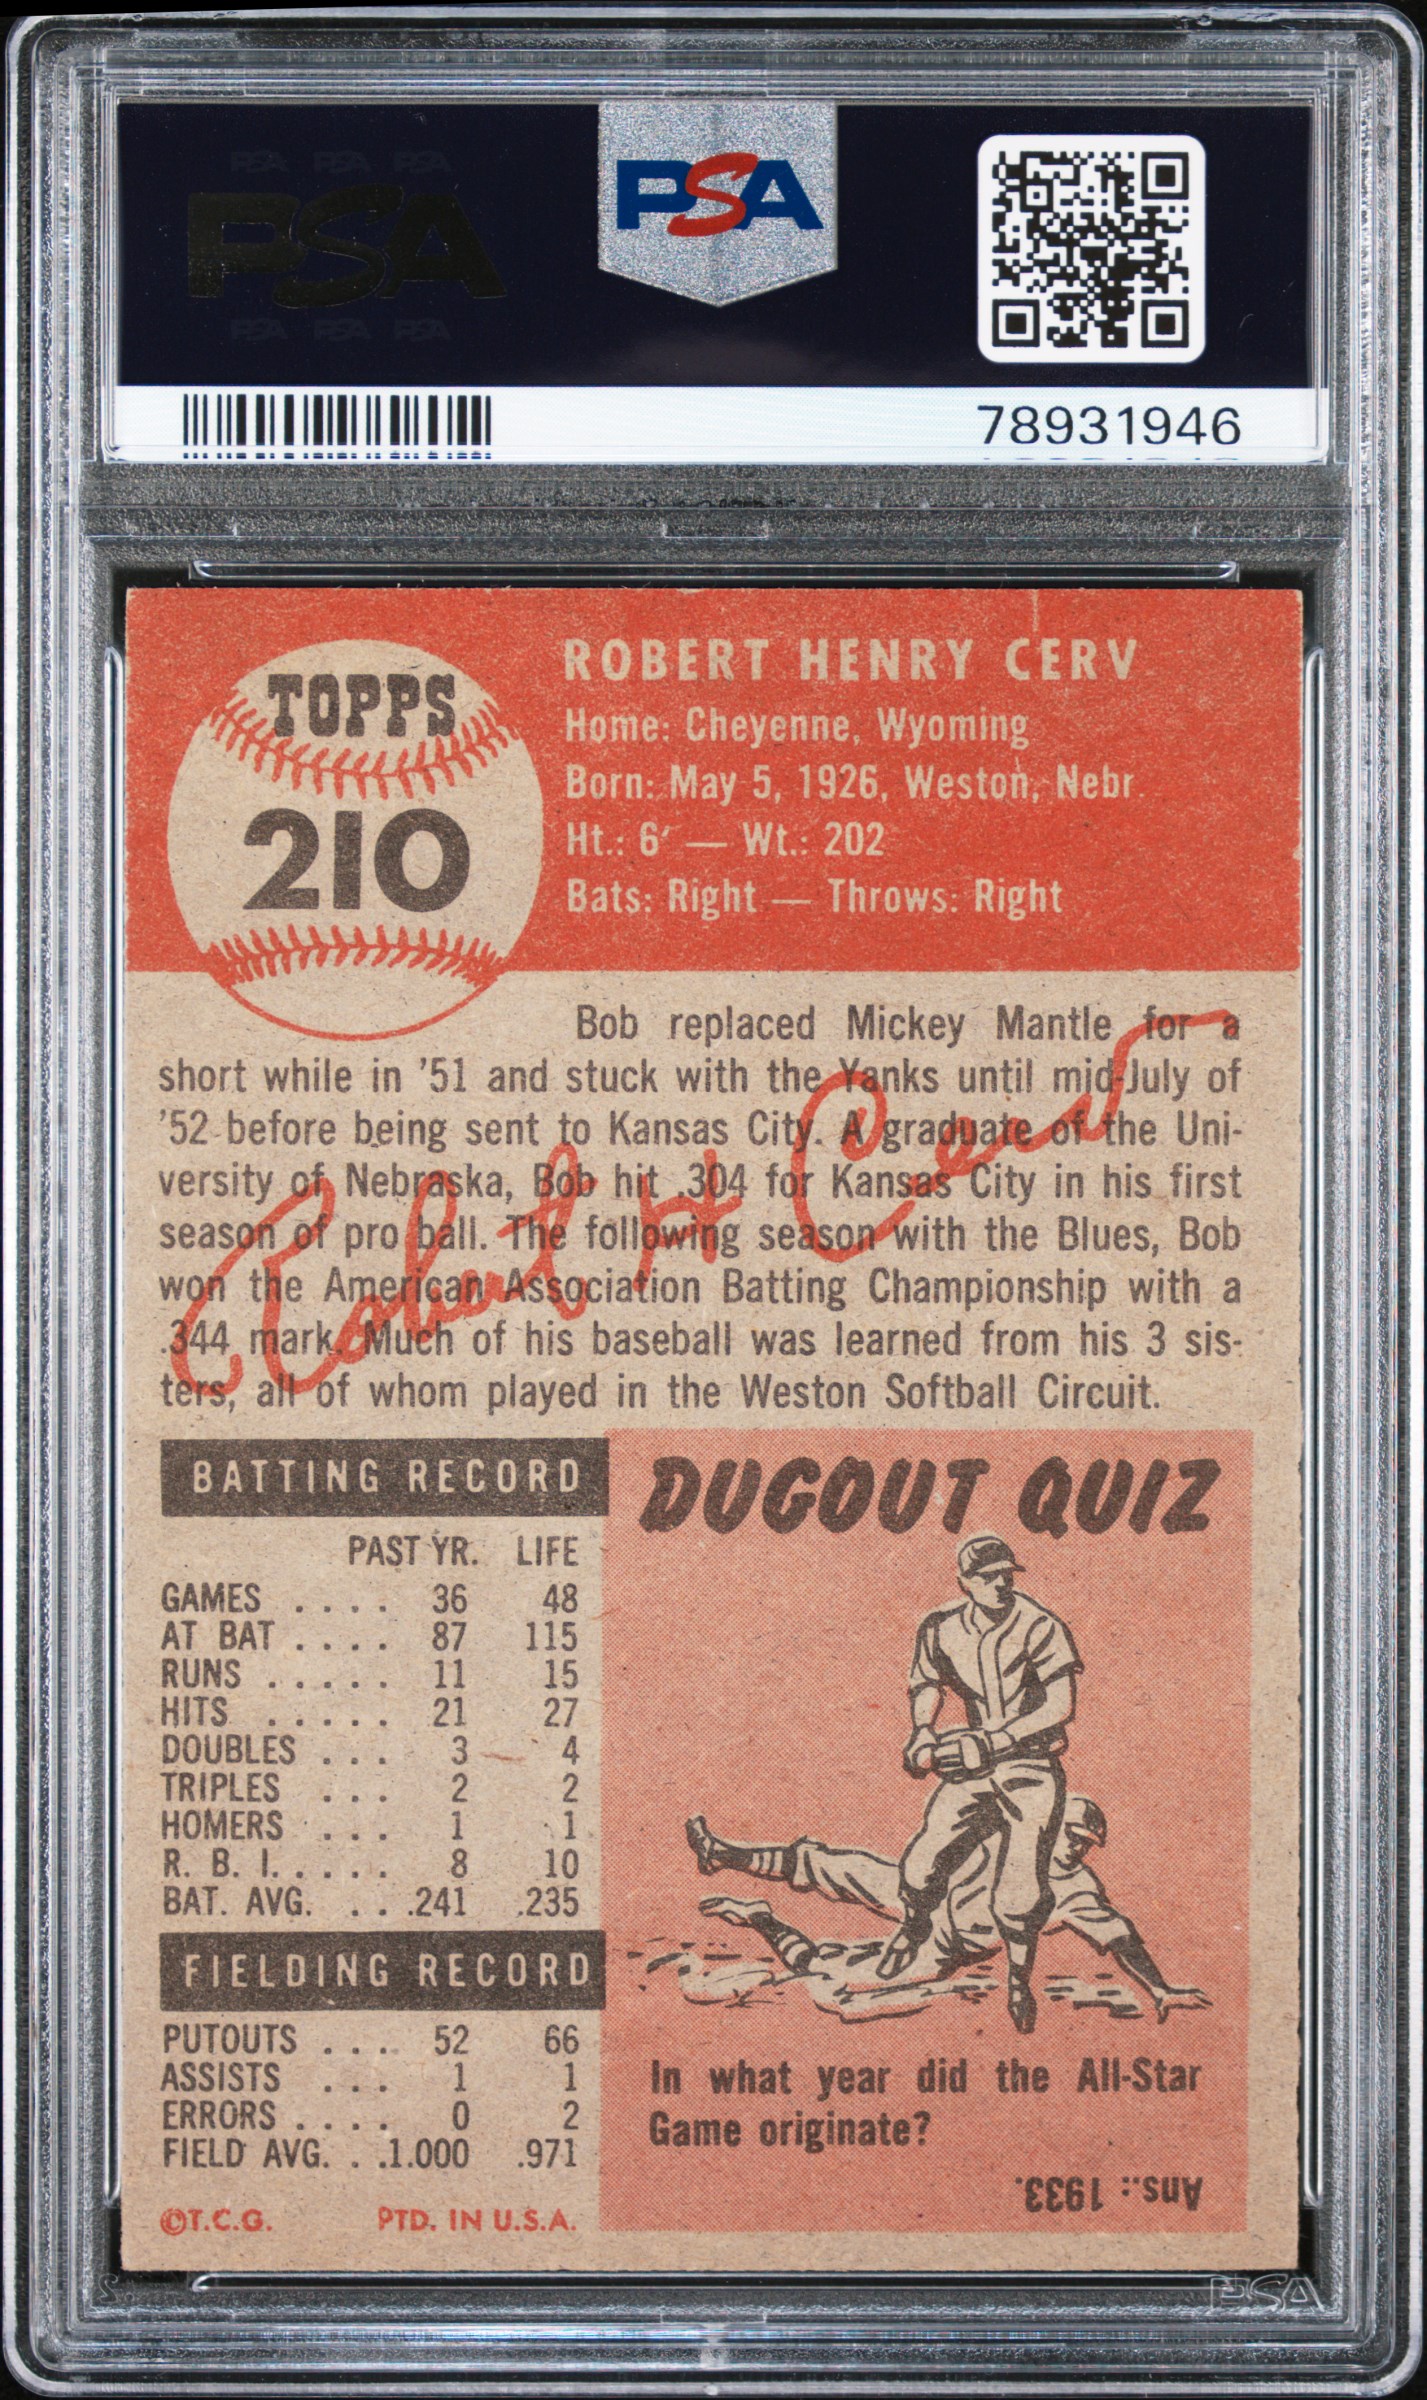 PSA PSA PSA
PSA
PSA PSA PSA
PSA
78931946
TOPPS
210
ROBERT HENRY CERV
Home: Cheyenne, Wyoming
Born: May 5, 1926, Weston, Nebr.
Ht.: 6' — Wt.: 202
Bats: Right — Throws: Right
Bob replaced Mickey Mantle for a
short while in '51 and stuck with the Yanks until mid-July of
'52 before being sent to Kansas City. A graduate of the Uni-
versity of Nebraska, Bob hit .304 for Kansas City in his first
season of pro ball. The following season with the Blues, Bob
won the American Association Batting Championship with a
.344 mark. Much of his baseball was learned from his 3 sis-
ters, all of whom played in the Weston Softball Circuit.
Robert H Cerv
BATTING RECORD
PAST YR. LIFE
GAMES . . . . 36 48
AT BAT . . . . 87 115
RUNS . . . . . 11 15
HITS . . . . . 21 27
DOUBLES . . . 3 4
TRIPLES . . . 2 2
HOMERS . . . 1 1
R. B. I. . . . . 8 10
BAT. AVG. . . .241 .235
FIELDING RECORD
PUTOUTS . . . 52 66
ASSISTS . . . 1 1
ERRORS . . . . 0 2
FIELD AVG. . .1.000 .971
©T.C.G. PTD. IN U.S.A.
DUGOUT QUIZ
In what year did the All-Star
Game originate?
Ans.: 1933.
PSA